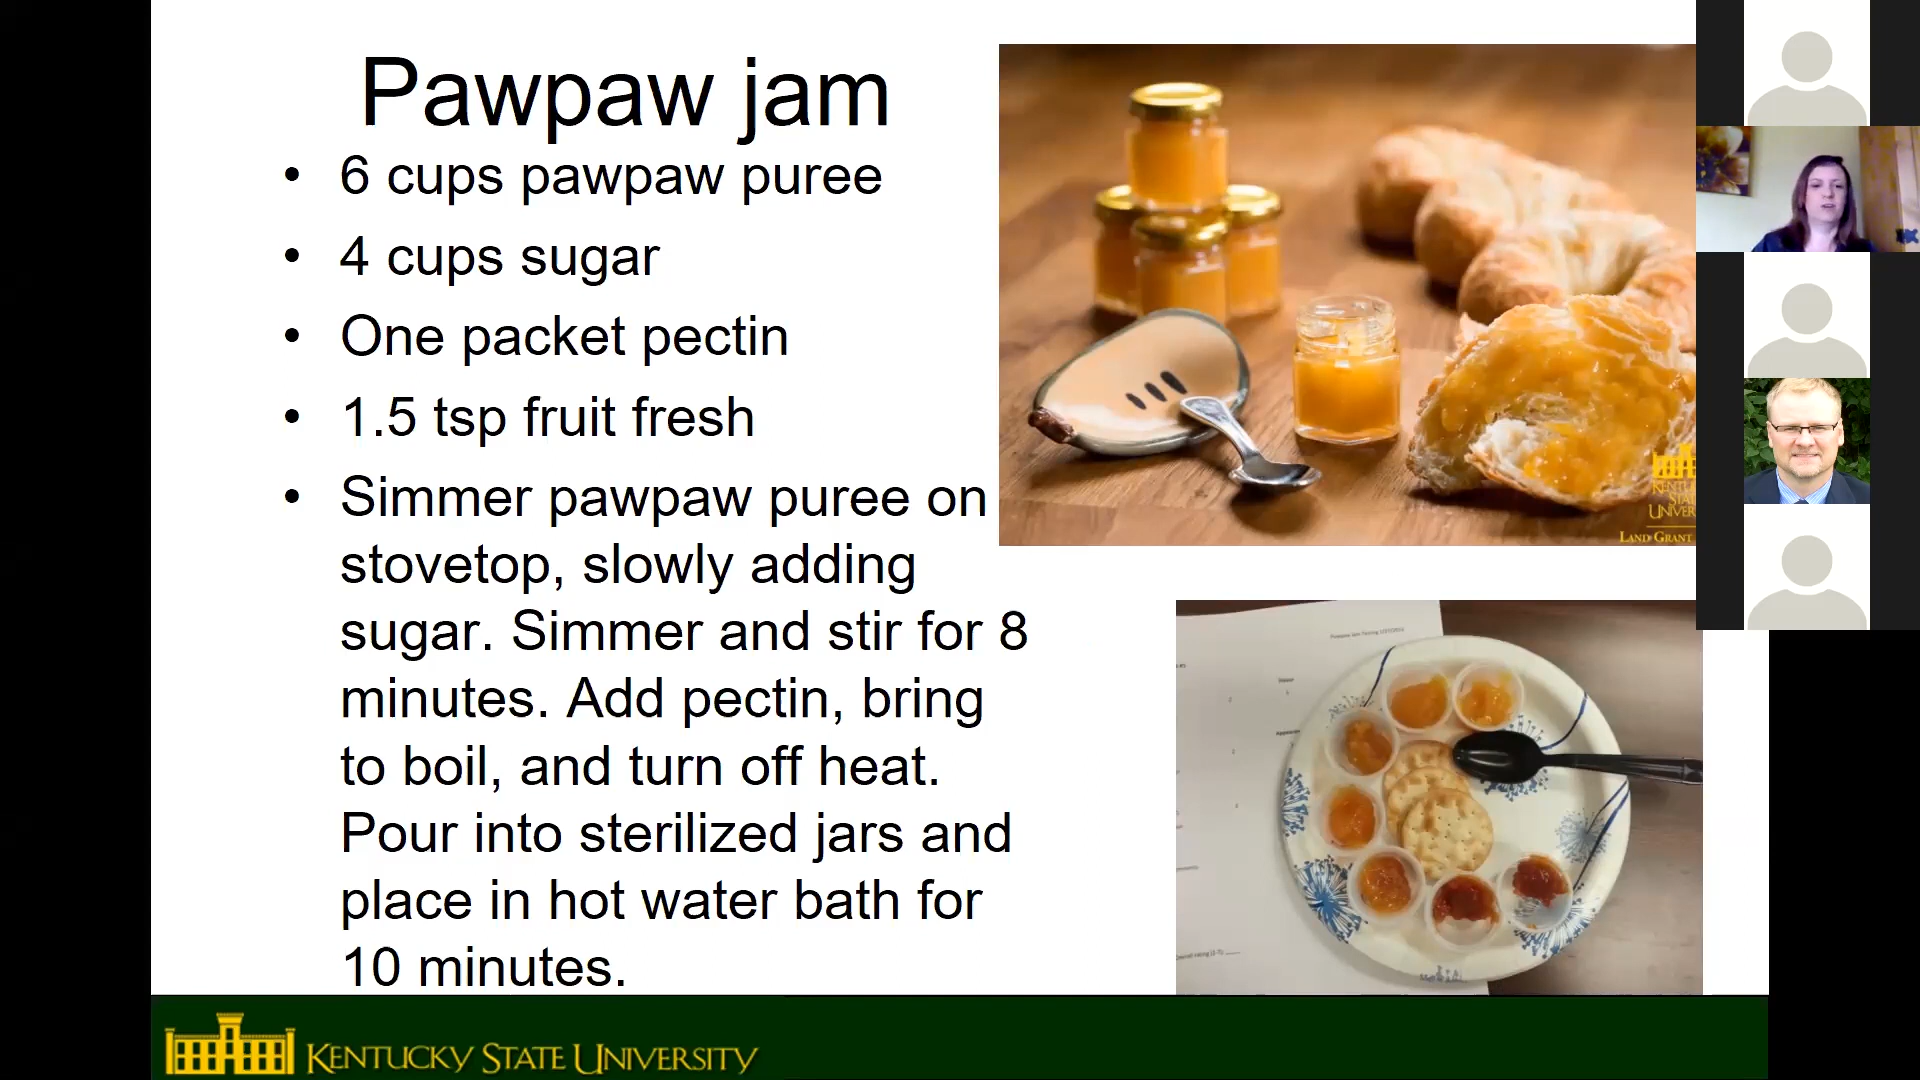 Pawpaw jam
• 6 cups pawpaw puree
• 4 cups sugar
• One packet pectin
• 1.5 tsp fruit fresh
• Simmer pawpaw puree on
stovetop, slowly adding
sugar. Simmer and stir for 8
minutes. Add pectin, bring
to boil, and turn off heat.
Pour into sterilized jars and
place in hot water bath for
10 minutes.
LAND GRANT
KENTUCKY STATE UNIVERSITY